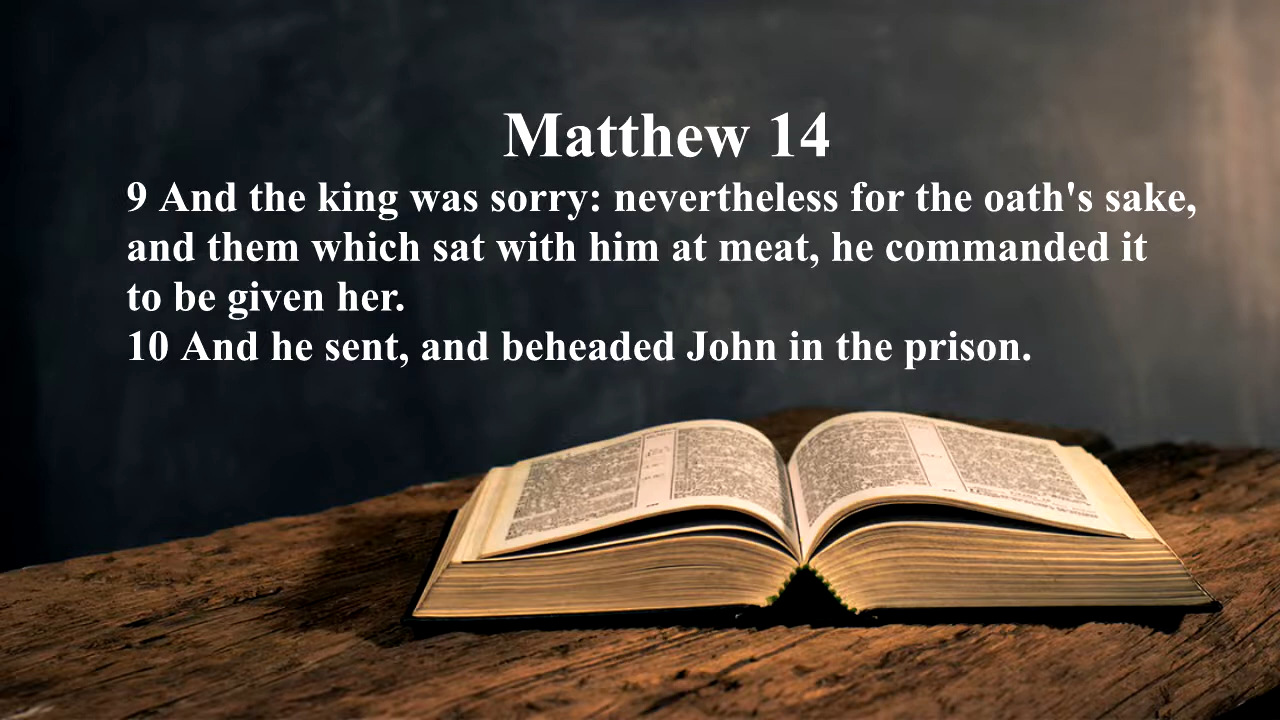 Matthew 14
9 And the king was sorry: nevertheless for the oath's sake,
and them which sat with him at meat, he commanded it
to be given her.
10 And he sent, and beheaded John in the prison.